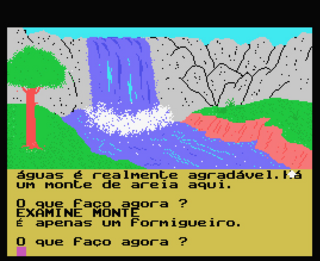 águas é realmente agradável.Há
um monte de areia aqui.
O que faço agora ?
EXAMINE MONTE
É apenas um formigueiro.
O que faço agora ?